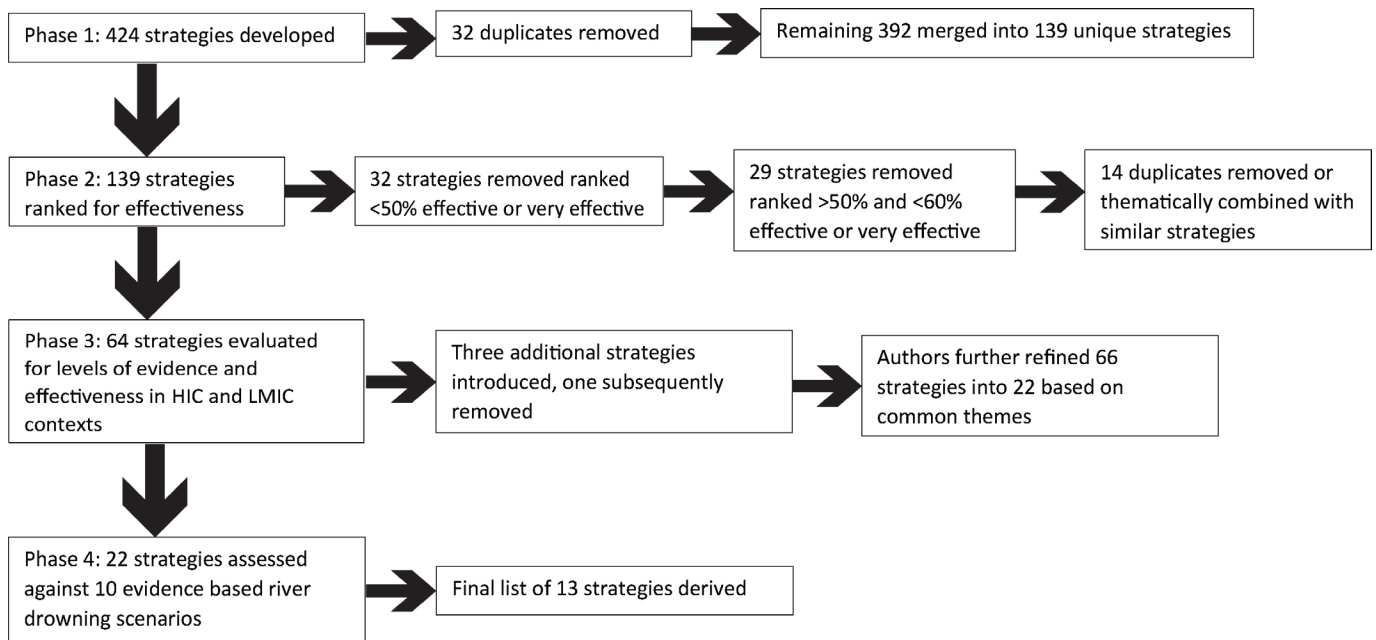 Phase 1: 424 strategies developed
32 duplicates removed
Remaining 392 merged into 139 unique strategies
Phase 2: 139 strategies
ranked for effectiveness
32 strategies removed ranked
<50% effective or very effective
29 strategies removed
ranked >50% and <60%
effective or very effective
14 duplicates removed or
thematically combined with
similar strategies
Phase 3: 64 strategies evaluated
for levels of evidence and
effectiveness in HIC and LMIC
contexts
Three additional strategies
introduced, one subsequently
removed
Authors further refined 66
strategies into 22 based on
common themes
Phase 4: 22 strategies assessed
against 10 evidence based river
drowning scenarios
Final list of 13 strategies derived